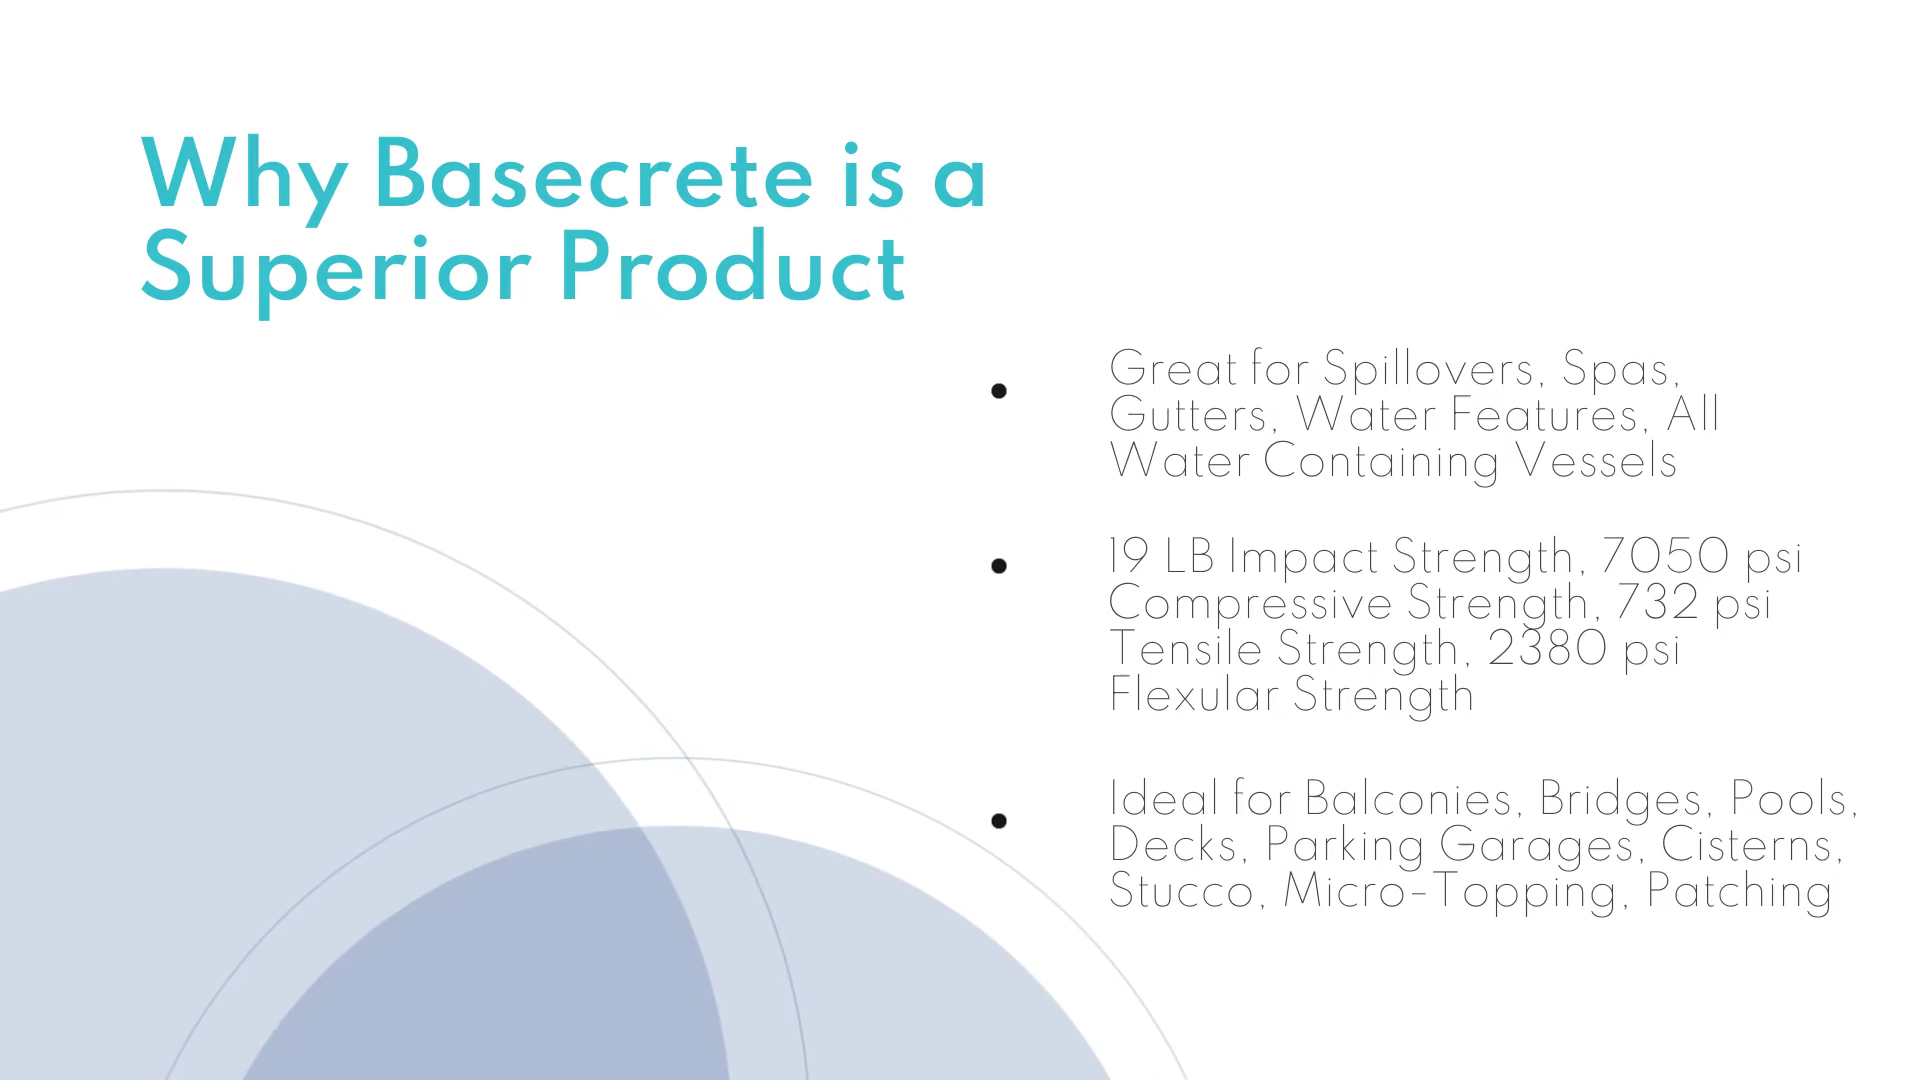 Why Basecrete is a
Superior Product
Great for Spillovers, Spas,
Gutters, Water Features, All
Water Containing Vessels
19 LB Impact Strength, 7050 psi
Compressive Strength, 732 psi
Tensile Strength, 2380 psi
Flexular Strength
Ideal for Balconies, Bridges, Pools,
Decks, Parking Garages, Cisterns,
Stucco, Micro-Topping, Patching